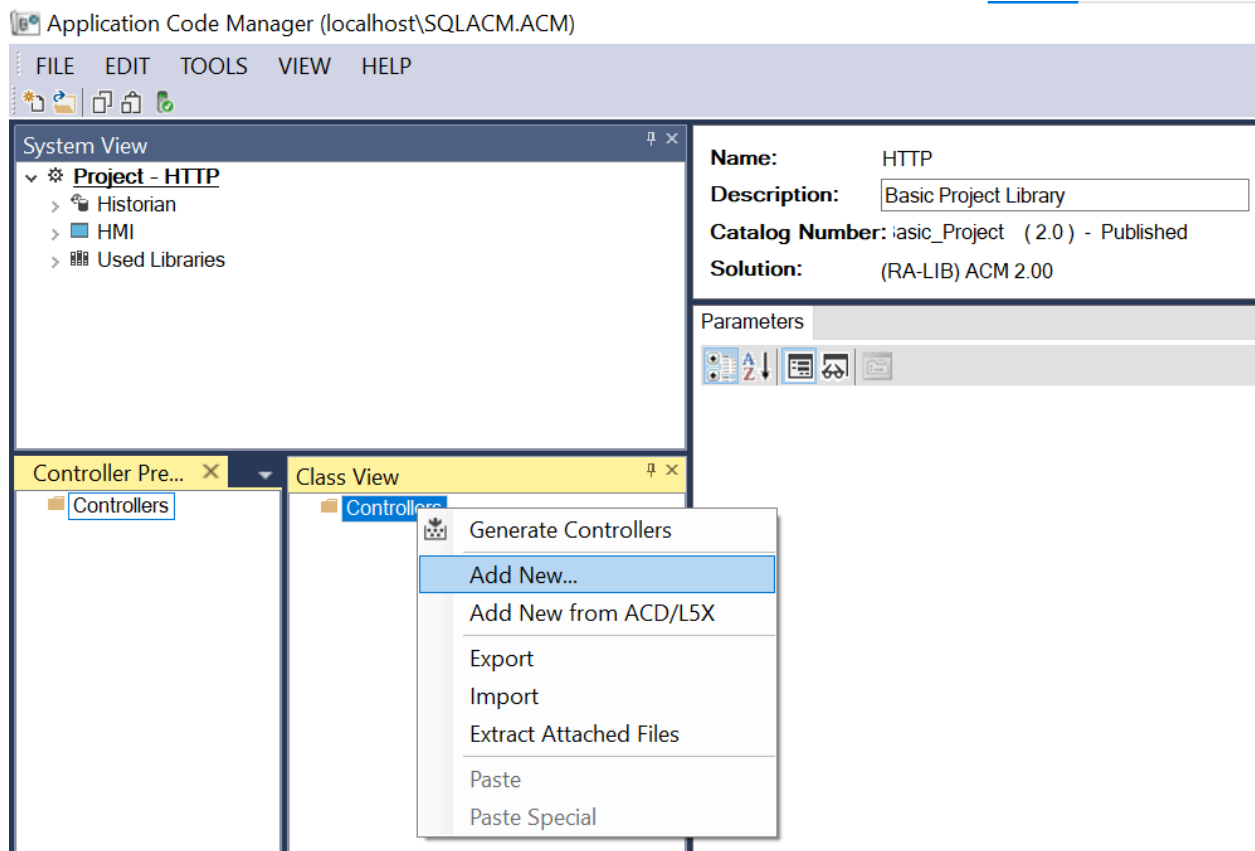 Application Code Manager (localhost\SQLACM.ACM)
FILE EDIT TOOLS VIEW HELP
System View
Project - HTTP
Historian
HMI
Used Libraries
Name: HTTP
Description: Basic Project Library
Catalog Number: asic_Project (2.0) - Published
Solution: (RA-LIB) ACM 2.00
Parameters
Controller Pre...
Controllers
Class View
Controllers
Generate Controllers
Add New...
Add New from ACD/L5X
Export
Import
Extract Attached Files
Paste
Paste Special